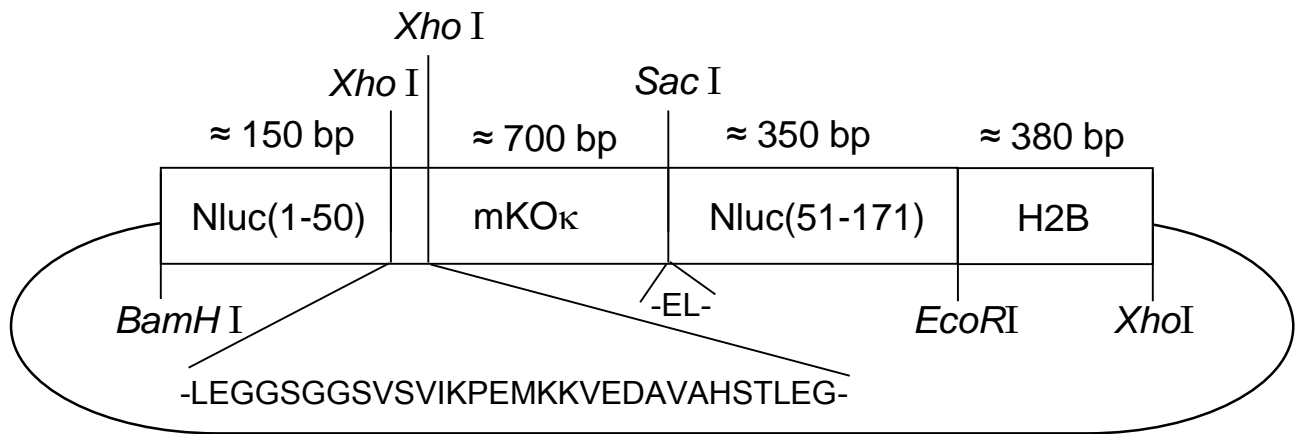 Xho I
Xho I
Sac I
≈ 150 bp
≈ 700 bp
≈ 350 bp
≈ 380 bp
Nluc(1-50)
mKOκ
Nluc(51-171)
H2B
-EL-
BamH I
EcoRI
XhoI
-LEGGSGGSVSVIKPEMKKVEDAVAHSTLEG-